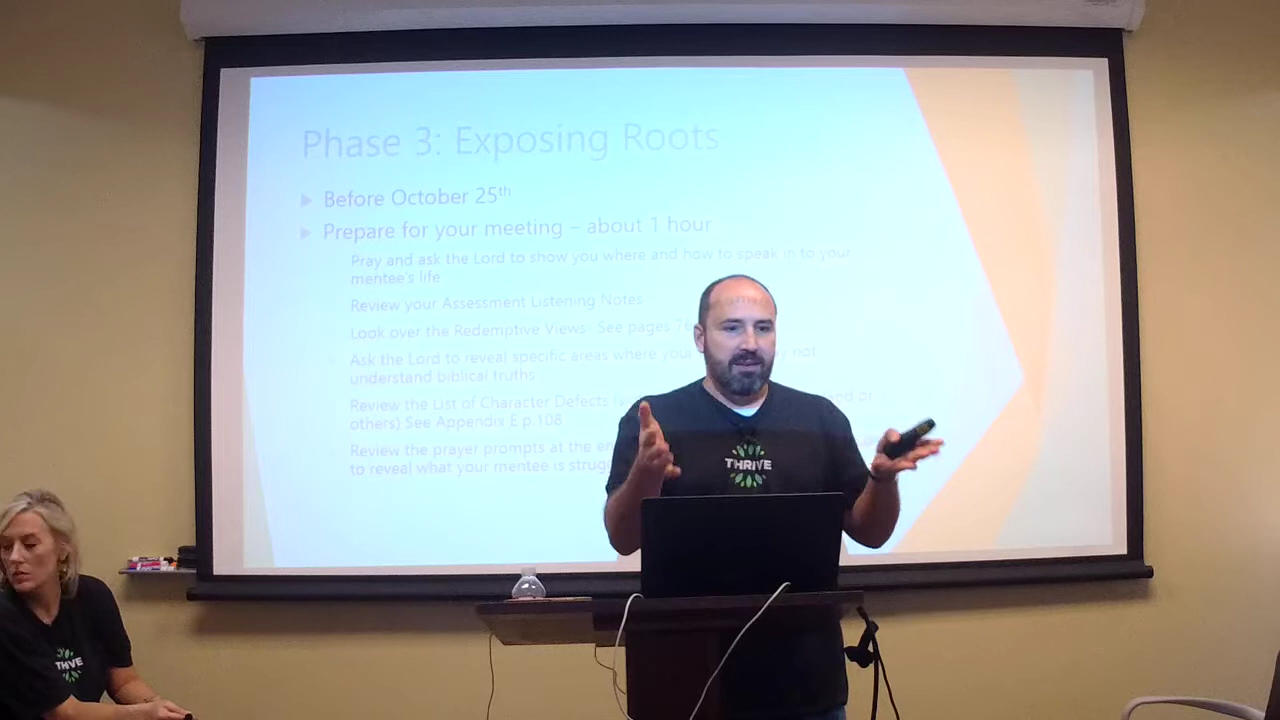 Phase 3: Exposing Roots
Before October 25th
Prepare for your meeting – about 1 hour
Pray and ask the Lord to show you where and how to speak in to your
mentee's life
Review your Assessment Listening Notes
Look over the Redemptive Views- See pages 76
Ask the Lord to reveal specific areas where your not
understand biblical truths
Review the List of Character Defects and or
others) See Appendix E p.108
Review the prayer prompts at the
to reveal what your mentee is
THRIVE
THRIVE